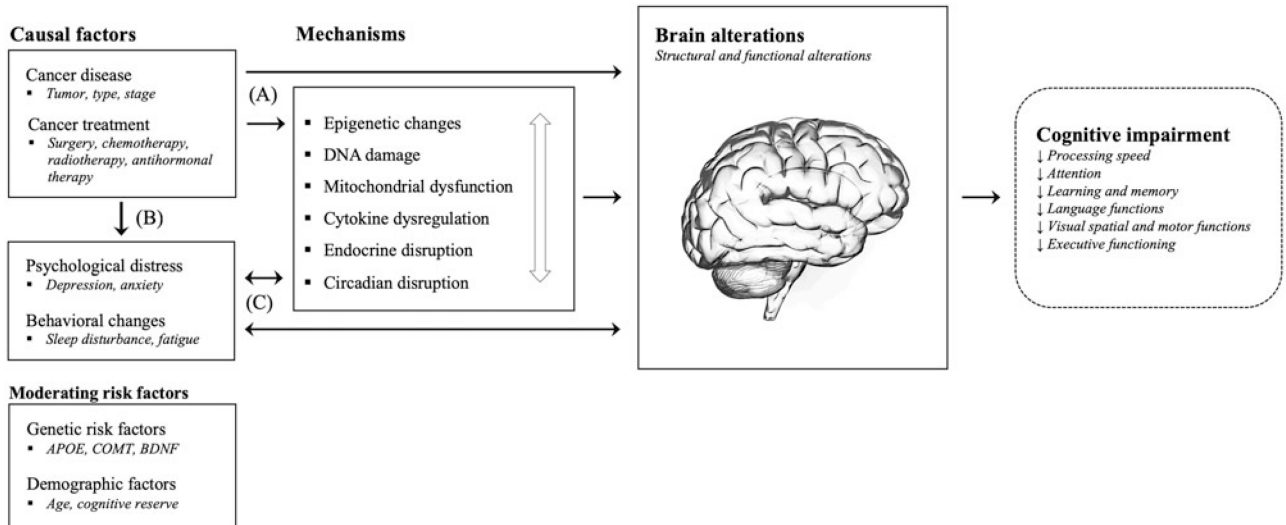 Causal factors
Cancer disease
▪ Tumor, type, stage
Cancer treatment
▪ Surgery, chemotherapy,
radiotherapy, antihormonal
therapy
(A)
(B)
Psychological distress
▪ Depression, anxiety
Behavioral changes
▪ Sleep disturbance, fatigue
(C)
Moderating risk factors
Genetic risk factors
▪ APOE, COMT, BDNF
Demographic factors
▪ Age, cognitive reserve
Mechanisms
▪ Epigenetic changes
▪ DNA damage
▪ Mitochondrial dysfunction
▪ Cytokine dysregulation
▪ Endocrine disruption
▪ Circadian disruption
Brain alterations
Structural and functional alterations
Cognitive impairment
↓ Processing speed
↓ Attention
↓ Learning and memory
↓ Language functions
↓ Visual spatial and motor functions
↓ Executive functioning